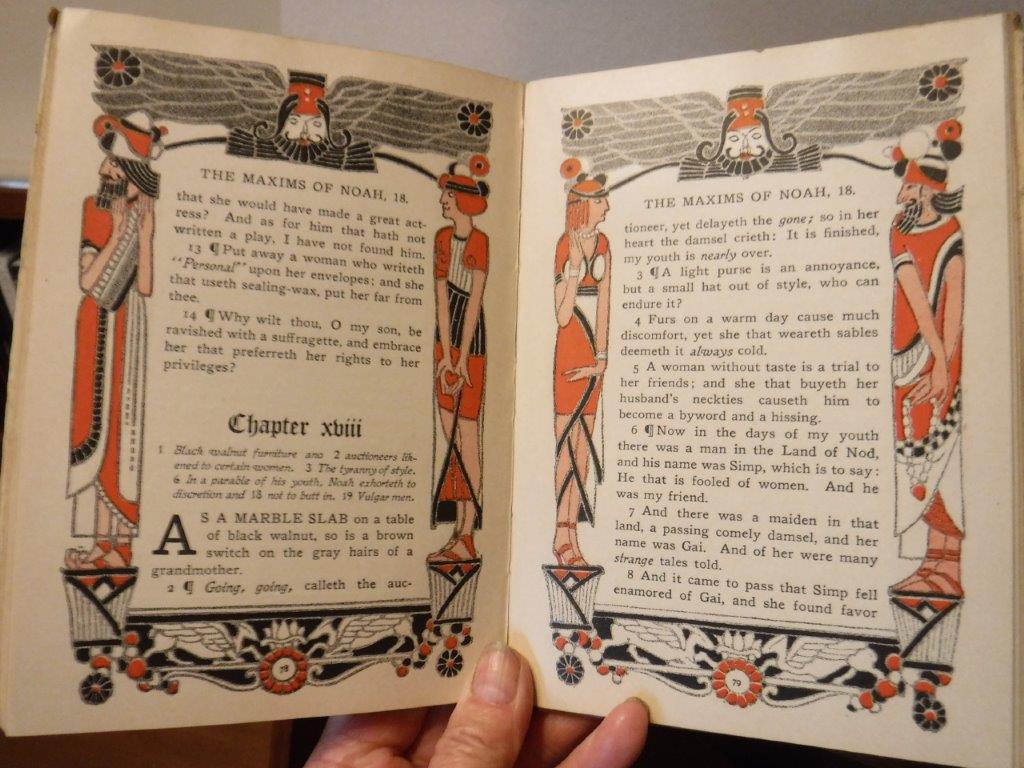 THE MAXIMS OF NOAH, 18.
that she would have made a great act-
ress? And as for him that hath not
written a play, I have not found him.
13 ¶ Put away a woman who writeth
"Personal" upon her envelopes; and she
that useth sealing-wax, put her far from
thee.
14 ¶ Why wilt thou, O my son, be
ravished with a suffragette, and embrace
her that preferreth her rights to her
privileges?
Chapter xviii
1 Black walnut furniture and 2 auctioneers lik-
ened to certain women. 3 The tyranny of style.
6 In a parable of his youth, Noah exhorteth to
discretion and 18 not to butt in. 19 Vulgar men.
AS A MARBLE SLAB on a table
of black walnut, so is a brown
switch on the gray hairs of a
grandmother.
2 ¶ Going, going, calleth the auc-
78
THE MAXIMS OF NOAH, 18.
tioneer, yet delayeth the gone; so in her
heart the damsel crieth: It is finished,
my youth is nearly over.
3 ¶ A light purse is an annoyance,
but a small hat out of style, who can
endure it?
4 Furs on a warm day cause much
discomfort, yet she that weareth sables
deemeth it always cold.
5 A woman without taste is a trial to
her friends; and she that buyeth her
husband's neckties causeth him to
become a byword and a hissing.
6 ¶ Now in the days of my youth
there was a man in the Land of Nod,
and his name was Simp, which is to say:
He that is fooled of women. And he
was my friend.
7 And there was a maiden in that
land, a passing comely damsel, and her
name was Gai. And of her were many
strange tales told.
8 And it came to pass that Simp fell
enamored of Gai, and she found favor
79